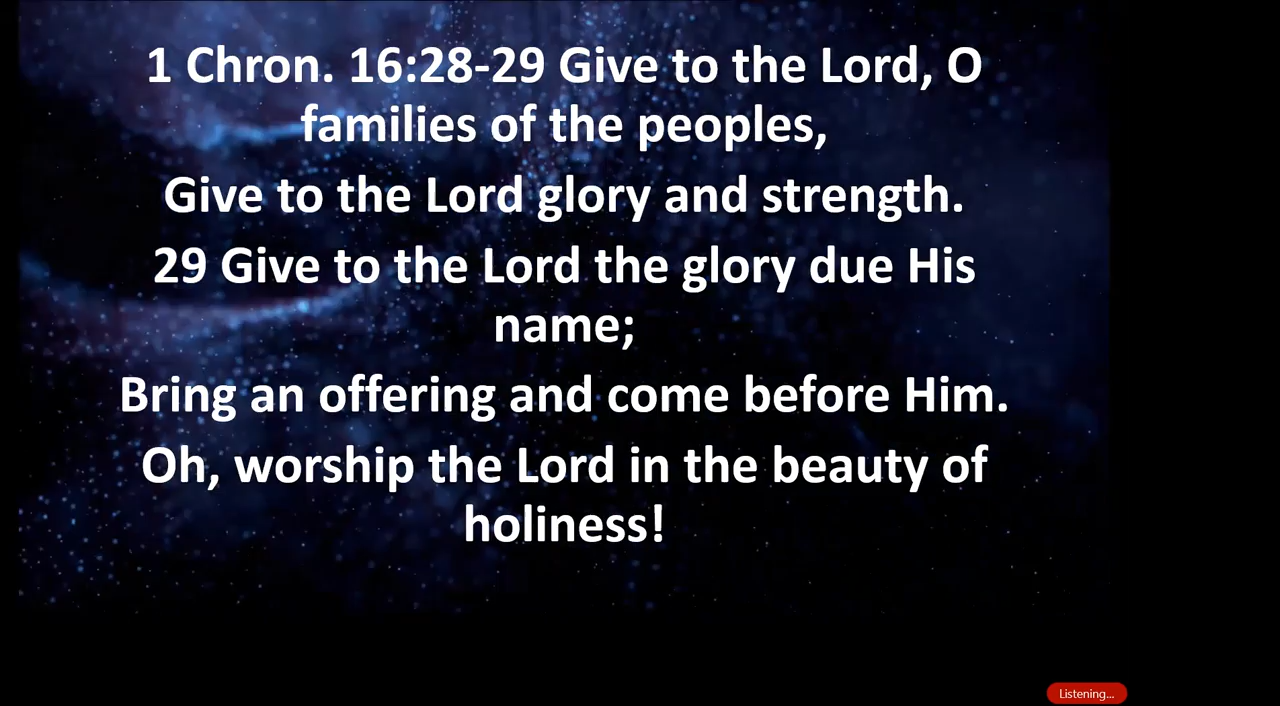 1 Chron. 16:28-29 Give to the Lord, O
families of the peoples,
Give to the Lord glory and strength.
29 Give to the Lord the glory due His
name;
Bring an offering and come before Him.
Oh, worship the Lord in the beauty of
holiness!
Listening...